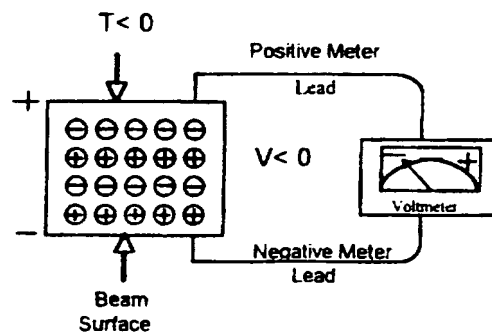 T< 0
Positive Meter
Lead
+
V< 0
− +
Voltmeter
−
Negative Meter
Lead
Beam
Surface